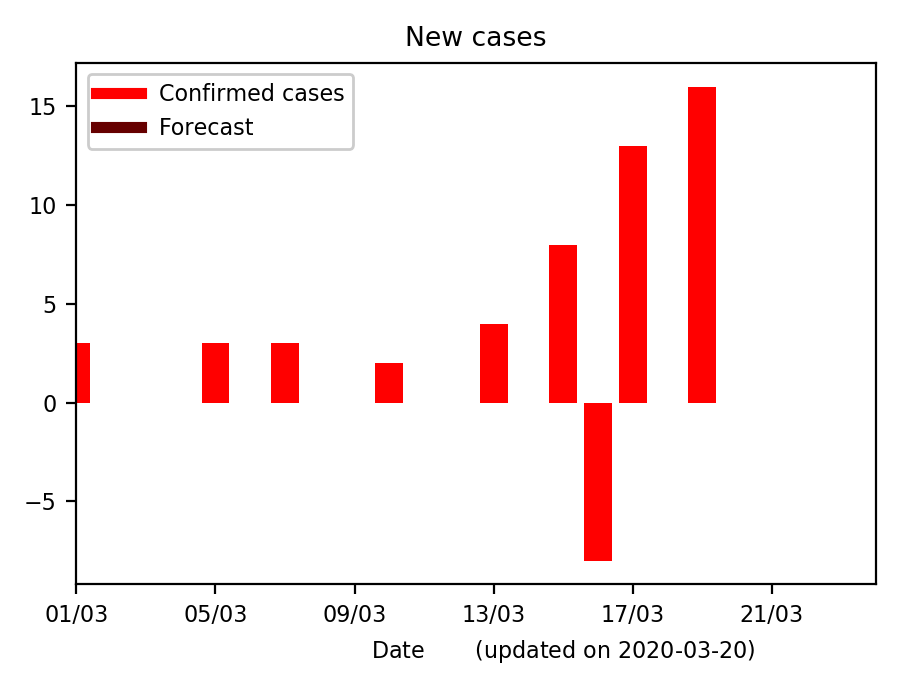 New cases
Confirmed cases
Forecast
15
10
5
0
−5
01/03 05/03 09/03 13/03 17/03 21/03
Date (updated on 2020-03-20)